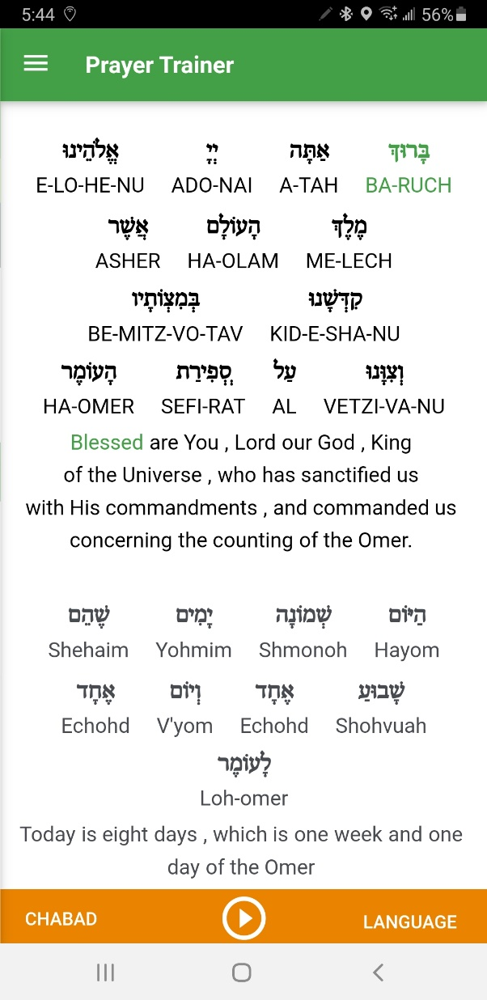 5:44 56%
Prayer Trainer
בָּרוּךְ אַתָּה יְיָ אֱלֹהֵינוּ
E-LO-HE-NU ADO-NAI A-TAH BA-RUCH
מֶלֶךְ הָעוֹלָם אֲשֶׁר
ASHER HA-OLAM ME-LECH
קִדְּשָׁנוּ בְּמִצְוֹתָיו
BE-MITZ-VO-TAV KID-E-SHA-NU
וְצִוָּנוּ עַל סְפִירַת הָעוֹמֶר
HA-OMER SEFI-RAT AL VETZI-VA-NU
Blessed are You , Lord our God , King
of the Universe , who has sanctified us
with His commandments , and commanded us
concerning the counting of the Omer.
הַיּוֹם שְׁמוֹנָה יָמִים שֶׁהֵם
Shehaim Yohmim Shmonoh Hayom
שָׁבוּעַ אֶחָד וְיוֹם אֶחָד
Echohd V'yom Echohd Shohvuah
לָעוֹמֶר
Loh-omer
Today is eight days , which is one week and one
day of the Omer
CHABAD LANGUAGE